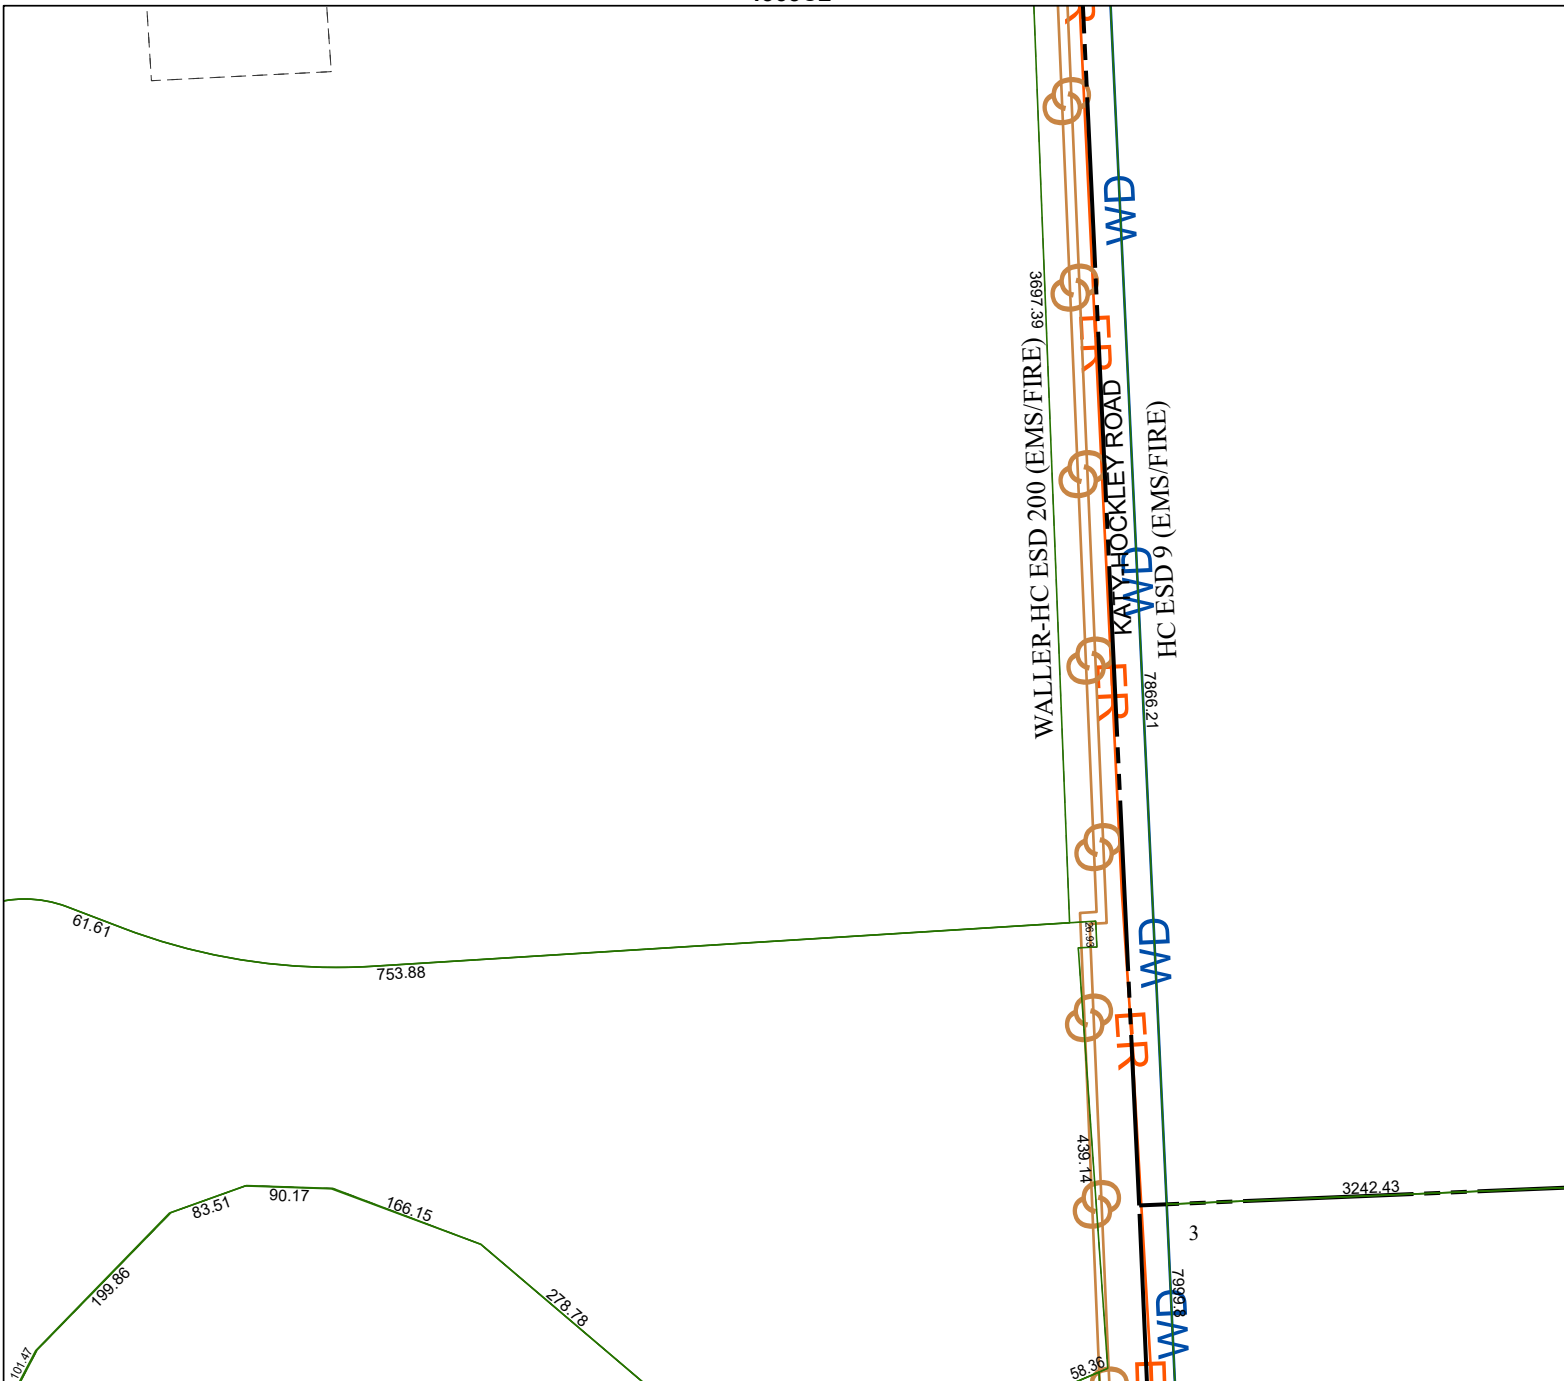 WD
3697.39
ER
WALLER-HC ESD 200 (EMS/FIRE)
KATY-HOCKLEY ROAD
HC ESD 9 (EMS/FIRE)
WD
ER
7866.21
61.61
753.88
WD
ER
439.14
3242.43
3
83.51
90.17
166.15
199.86
278.78
7999.8
WD
101.47
58.36